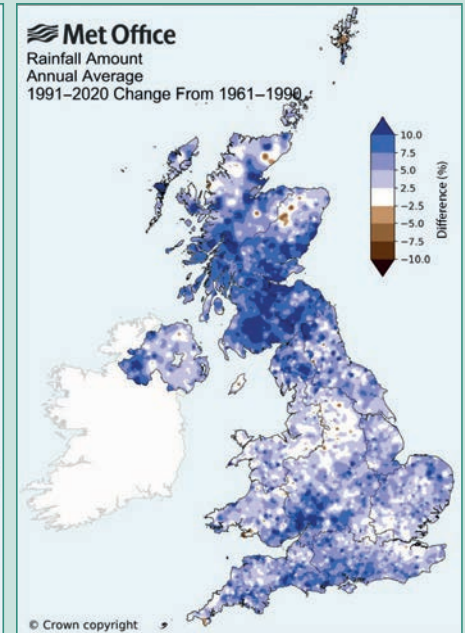 Met Office
Rainfall Amount
Annual Average
1991–2020 Change From 1961–1990
10.0
7.5
5.0
2.5
−2.5
−5.0
−7.5
−10.0
Difference (%)
© Crown copyright